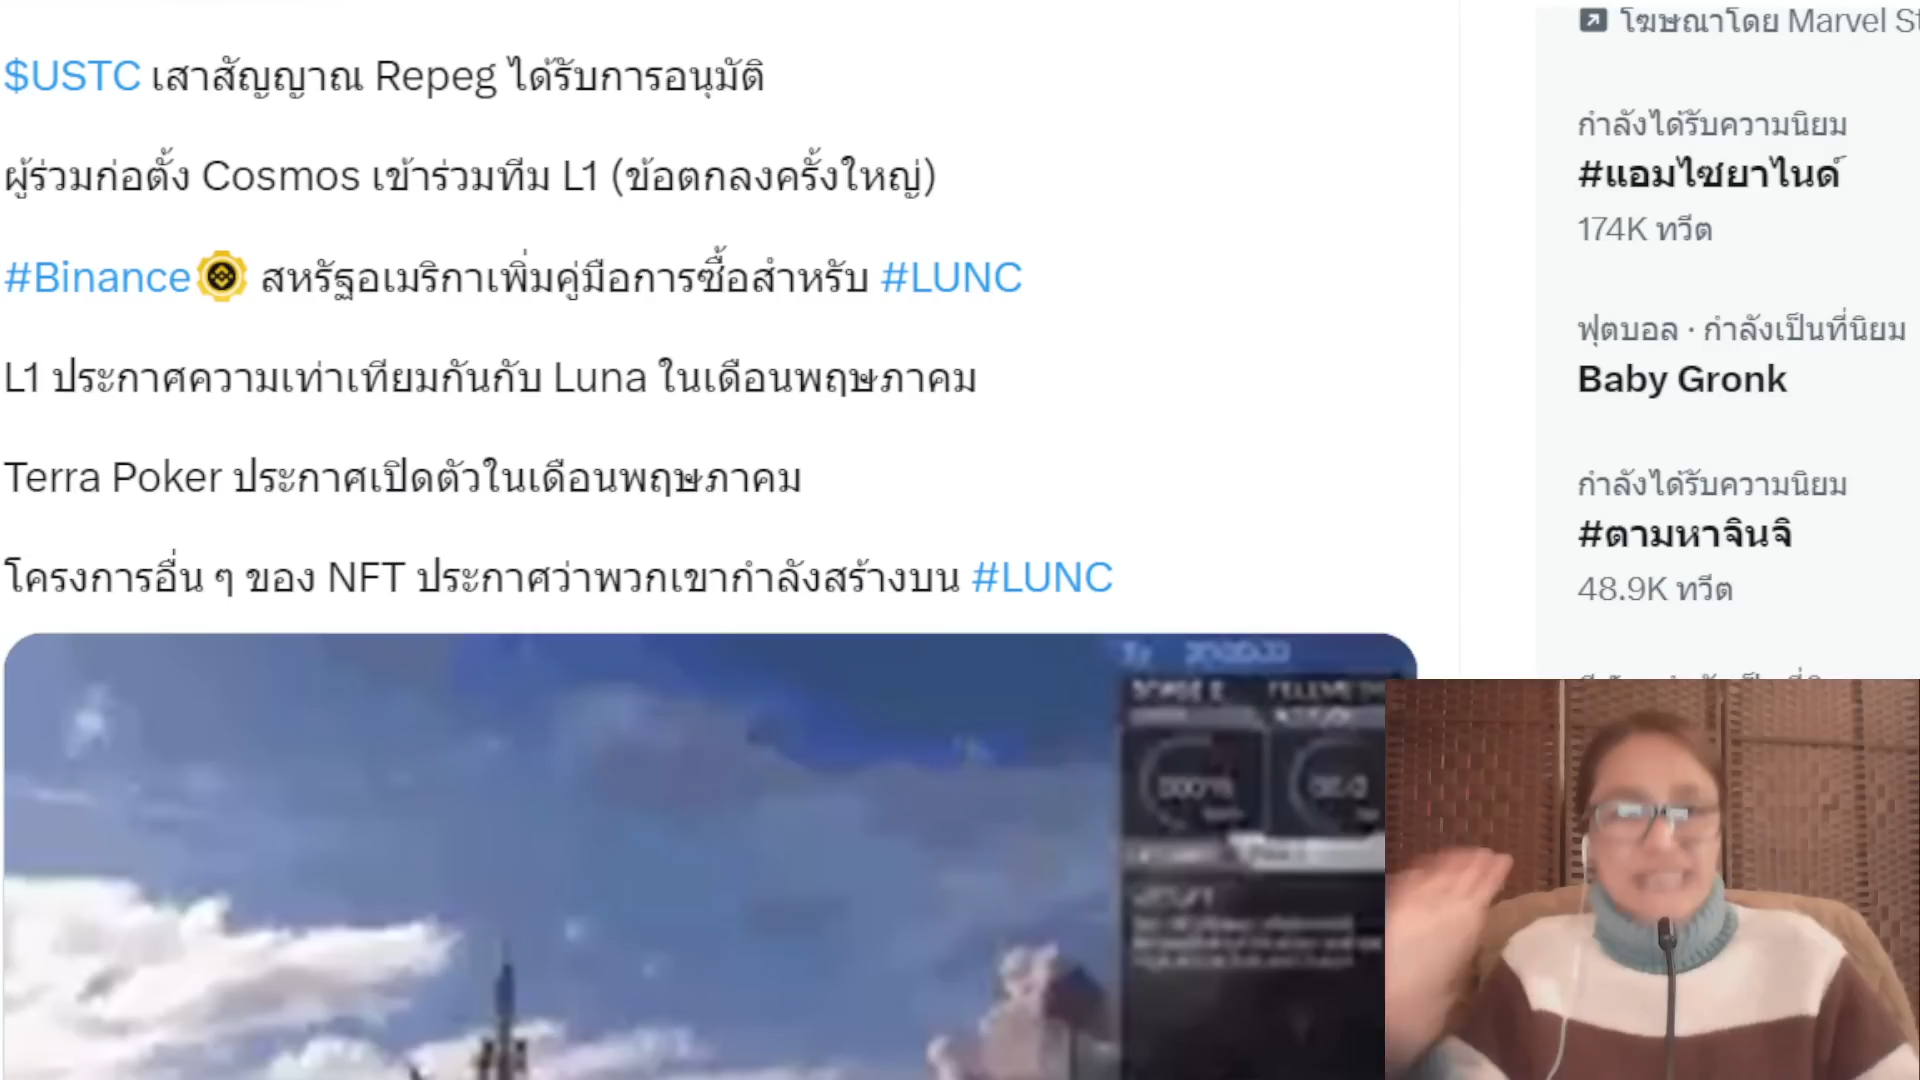 $USTC เสาสัญญาณ Repeg ได้รับการอนุมัติ
ผู้ร่วมก่อตั้ง Cosmos เข้าร่วมทีม L1 (ข้อตกลงครั้งใหญ่)
#Binance สหรัฐอเมริกาเพิ่มคู่มือการซื้อสำหรับ #LUNC
L1 ประกาศความเท่าเทียมกันกับ Luna ในเดือนพฤษภาคม
Terra Poker ประกาศเปิดตัวในเดือนพฤษภาคม
โครงการอื่น ๆ ของ NFT ประกาศว่าพวกเขากำลังสร้างบน #LUNC
โฆษณาโดย Marvel St
กำลังได้รับความนิยม
#แอมไซยาไนด์
174K ทวีต
ฟุตบอล · กำลังเป็นที่นิยม
Baby Gronk
กำลังได้รับความนิยม
#ตามหาจินจิ
48.9K ทวีต